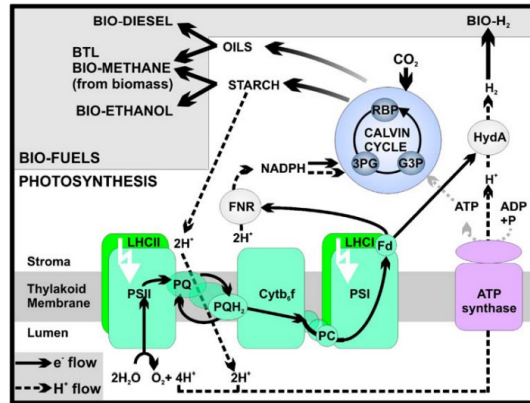 BIO-DIESEL
BIO-H₂
OILS
BTL
BIO-METHANE
(from biomass)
STARCH
CO₂
BIO-ETHANOL
H₂
RBP
CALVIN
CYCLE
HydA
3PG
G3P
BIO-FUELS
NADPH
PHOTOSYNTHESIS
H⁺
FNR
ATP
ADP
+P
LHCII
2H⁺
2H⁺
LHCI
Fd
Stroma
Thylakoid
Membrane
PSII
PQ
PQH₂
Cytb₆f
PSI
ATP
synthase
Lumen
PC
e⁻ flow
H⁺ flow
2H₂O
O₂+ 4H⁺
2H⁺